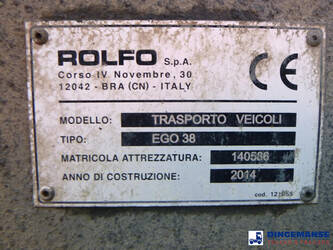 ROLFO S.p.A.
Corso IV Novembre, 30
12042 - BRA (CN) - ITALY
CE
MODELLO: TRASPORTO VEICOLI
TIPO: EGO 38
MATRICOLA ATTREZZATURA: 140586
ANNO DI COSTRUZIONE: 2014
DINGEMANSE